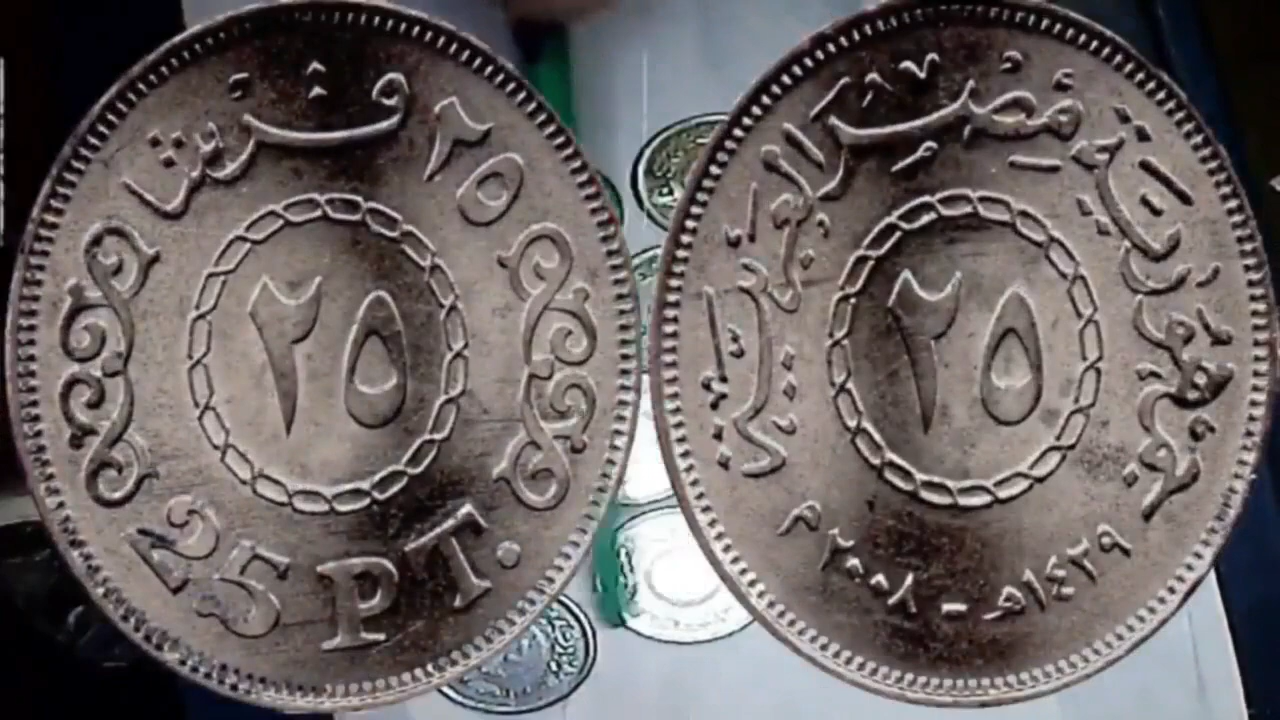 ٢٥ قرشا
٢٥
25 PT.
جمهورية مصر العربية
٢٥
١٤٢٩هـ - ٢٠٠٨م